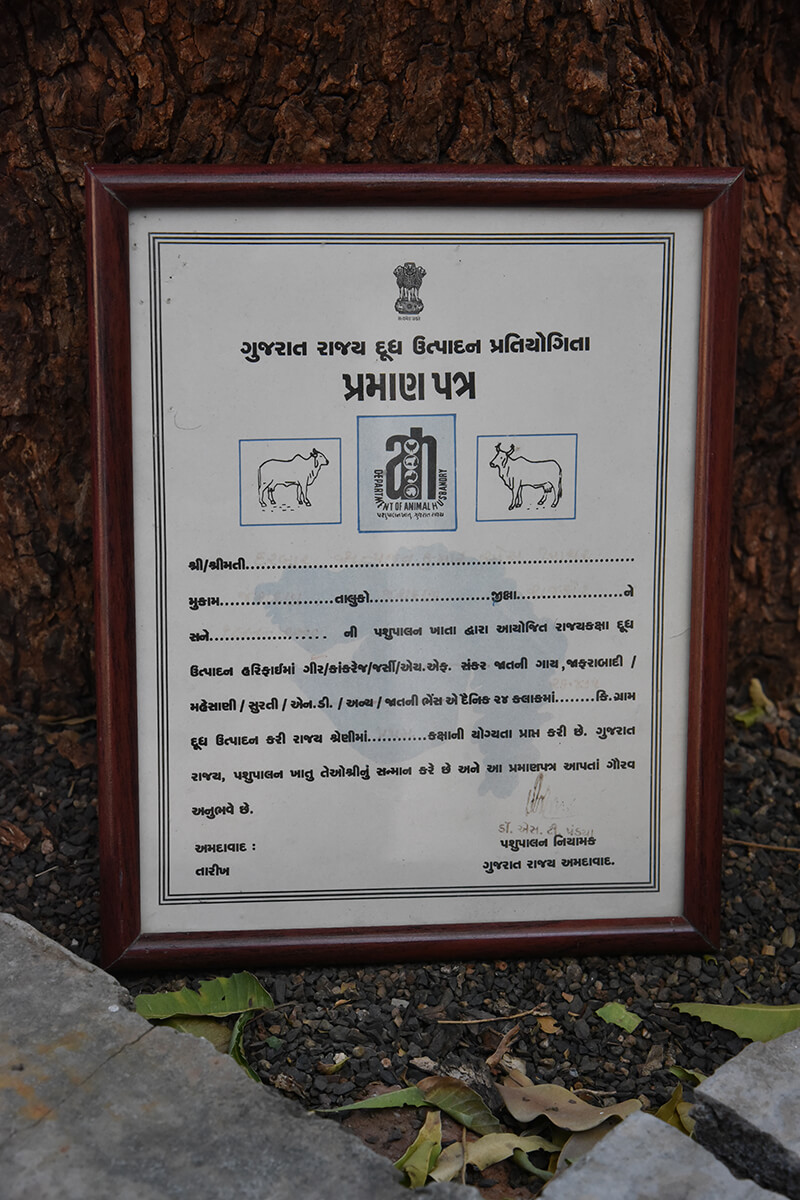 ગુજરાત રાજ્ય દૂધ ઉત્પાદન પ્રતિયોગિતા
પ્રમાણ પત્ર
ah
DEPARTMENT OF ANIMAL HUSBANDRY
શ્રી/શ્રીમતી..........
મુકામ..........તાલુકો..........જીલ્લા..........ને
સને.......... ની પશુપાલન ખાતા દ્વારા આયોજિત રાજ્યકક્ષા દૂધ
ઉત્પાદન હરિફાઈમાં ગીર/કાંકરેજ/જર્સી/એચ.એફ. સંકર જાતની ગાય ,જાફરાબાદી /
મહેસાણી / સુરતી / એન.ડી. / અન્ય / જાતની ભેંસ એ દૈનિક ૨૪ કલાકમાં........કિ.ગ્રામ
દૂધ ઉત્પાદન કરી રાજ્ય શ્રેણીમાં............કક્ષાની યોગ્યતા પ્રાપ્ત કરી છે. ગુજરાત
રાજ્ય, પશુપાલન ખાતુ તેઓશ્રીનું સન્માન કરે છે અને આ પ્રમાણપત્ર આપતાં ગૌરવ
અનુભવે છે.
ડૉ. એસ. ટી. પંડ્યા
અમદાવાદ : પશુપાલન નિયામક
તારીખ ગુજરાત રાજ્ય અમદાવાદ.